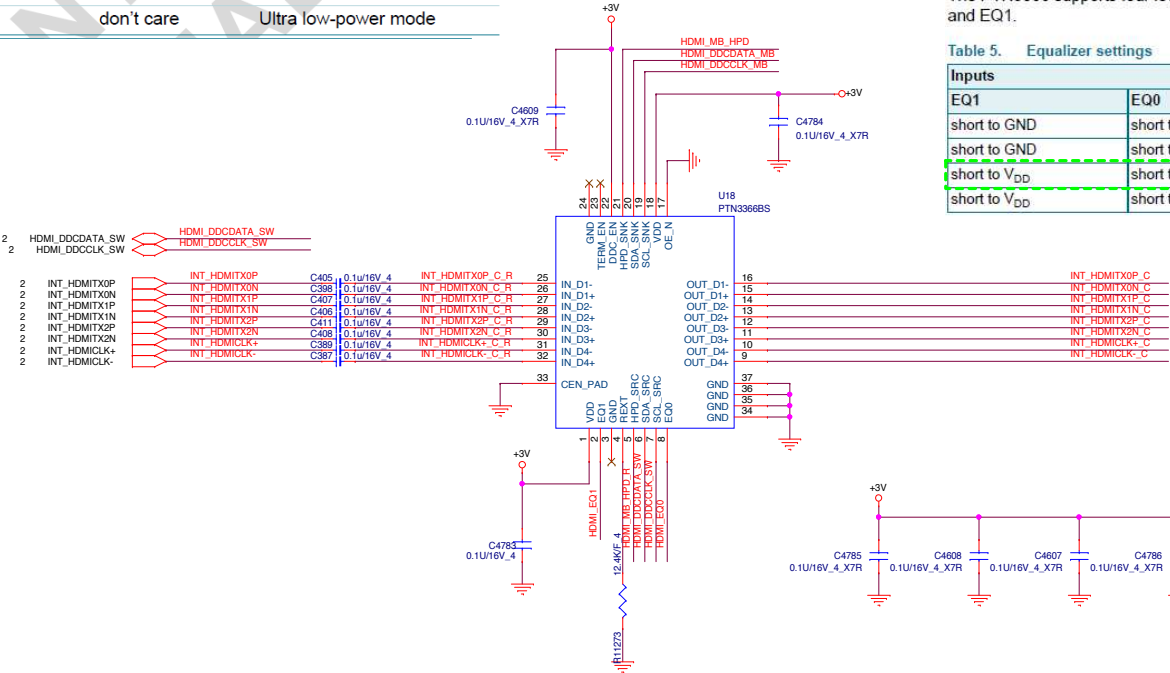 don't care Ultra low-power mode
and EQ1.
Table 5. Equalizer settings
Inputs
EQ1 EQ0
short to GND short t
short to GND short t
short to VDD short t
short to VDD short t
+3V
HDMI_MB_HPD
HDMI_DDCDATA_MB
HDMI_DDCCLK_MB
+3V
C4609
0.1U/16V_4_X7R
C4784
0.1U/16V_4_X7R
U18
PTN3366BS
24 23 22 21 20 19 18 17
GND TERM_EN DDC_EN HPD_SNK SDA_SNK SCL_SNK VDD OE_N
2 HDMI_DDCDATA_SW HDMI_DDCDATA_SW
2 HDMI_DDCCLK_SW HDMI_DDCCLK_SW
2 INT_HDMITX0P INT_HDMITX0P C405 0.1u/16V_4 INT_HDMITX0P_C_R 25 IN_D1- OUT_D1- 16 INT_HDMITX0P_C
2 INT_HDMITX0N INT_HDMITX0N C398 0.1u/16V_4 INT_HDMITX0N_C_R 26 IN_D1+ OUT_D1+ 15 INT_HDMITX0N_C
2 INT_HDMITX1P INT_HDMITX1P C407 0.1u/16V_4 INT_HDMITX1P_C_R 27 IN_D2- OUT_D2- 14 INT_HDMITX1P_C
2 INT_HDMITX1N INT_HDMITX1N C406 0.1u/16V_4 INT_HDMITX1N_C_R 28 IN_D2+ OUT_D2+ 13 INT_HDMITX1N_C
2 INT_HDMITX2P INT_HDMITX2P C411 0.1u/16V_4 INT_HDMITX2P_C_R 29 IN_D3- OUT_D3- 12 INT_HDMITX2P_C
2 INT_HDMITX2N INT_HDMITX2N C408 0.1u/16V_4 INT_HDMITX2N_C_R 30 IN_D3+ OUT_D3+ 11 INT_HDMITX2N_C
2 INT_HDMICLK+ INT_HDMICLK+ C389 0.1u/16V_4 INT_HDMICLK+_C_R 31 IN_D4- OUT_D4- 10 INT_HDMICLK+_C
2 INT_HDMICLK- INT_HDMICLK- C387 0.1u/16V_4 INT_HDMICLK-_C_R 32 IN_D4+ OUT_D4+ 9 INT_HDMICLK-_C
33 CEN_PAD GND 37
GND 36
GND 35
GND 34
VDD EQ1 GND REXT HPD_SRC SDA_SRC SCL_SRC EQ0
1 2 3 4 5 6 7 8
+3V
HDMI_EQ1
HDMI_MB_HPD_R
HDMI_DDCDATA_SW
HDMI_DDCCLK_SW
HDMI_EQ0
C4783
0.1U/16V_4
12.4K/F_4
R11273
+3V
C4785
0.1U/16V_4_X7R
C4608
0.1U/16V_4_X7R
C4607
0.1U/16V_4_X7R
C4786
0.1U/16V_4_X7R